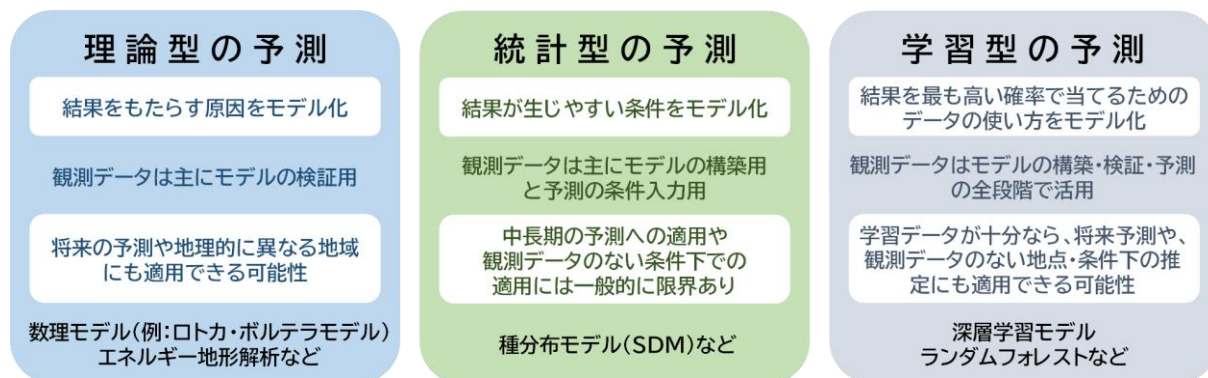 理論型の予測
結果をもたらす原因をモデル化
観測データは主にモデルの検証用
将来の予測や地理的に異なる地域
にも適用できる可能性
数理モデル(例:ロトカ・ボルテラモデル)
エネルギー地形解析など
統計型の予測
結果が生じやすい条件をモデル化
観測データは主にモデルの構築用
と予測の条件入力用
中長期の予測への適用や
観測データのない条件下での
適用には一般的に限界あり
種分布モデル(SDM)など
学習型の予測
結果を最も高い確率で当てるための
データの使い方をモデル化
観測データはモデルの構築・検証・予測
の全段階で活用
学習データが十分なら、将来予測や、
観測データのない地点・条件下の推
定にも適用できる可能性
深層学習モデル
ランダムフォレストなど